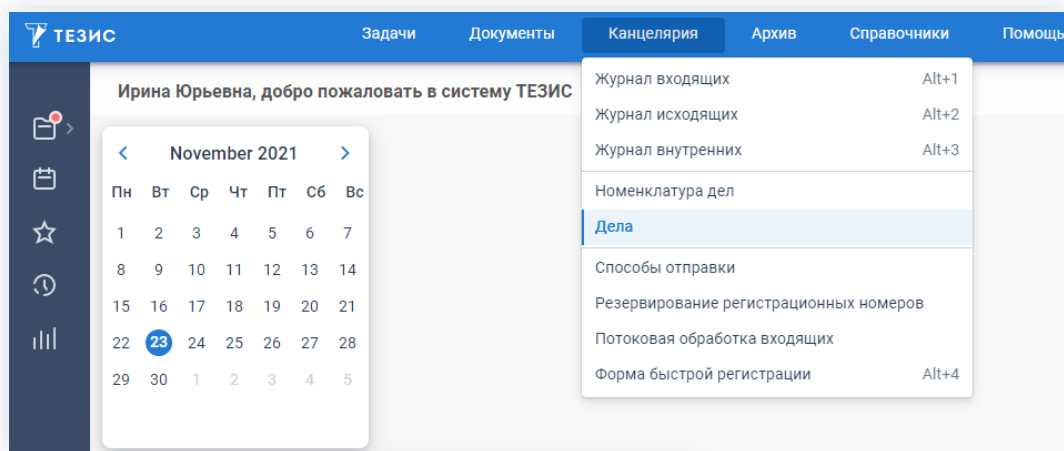 ТЕЗИС Задачи Документы Канцелярия Архив Справочники Помощь
Ирина Юрьевна, добро пожаловать в систему ТЕЗИС
November 2021
Пн Вт Ср Чт Пт Сб Вс
1 2 3 4 5 6 7
8 9 10 11 12 13 14
15 16 17 18 19 20 21
22 23 24 25 26 27 28
29 30 1 2 3 4 5
Журнал входящих Alt+1
Журнал исходящих Alt+2
Журнал внутренних Alt+3
Номенклатура дел
Дела
Способы отправки
Резервирование регистрационных номеров
Потоковая обработка входящих
Форма быстрой регистрации Alt+4